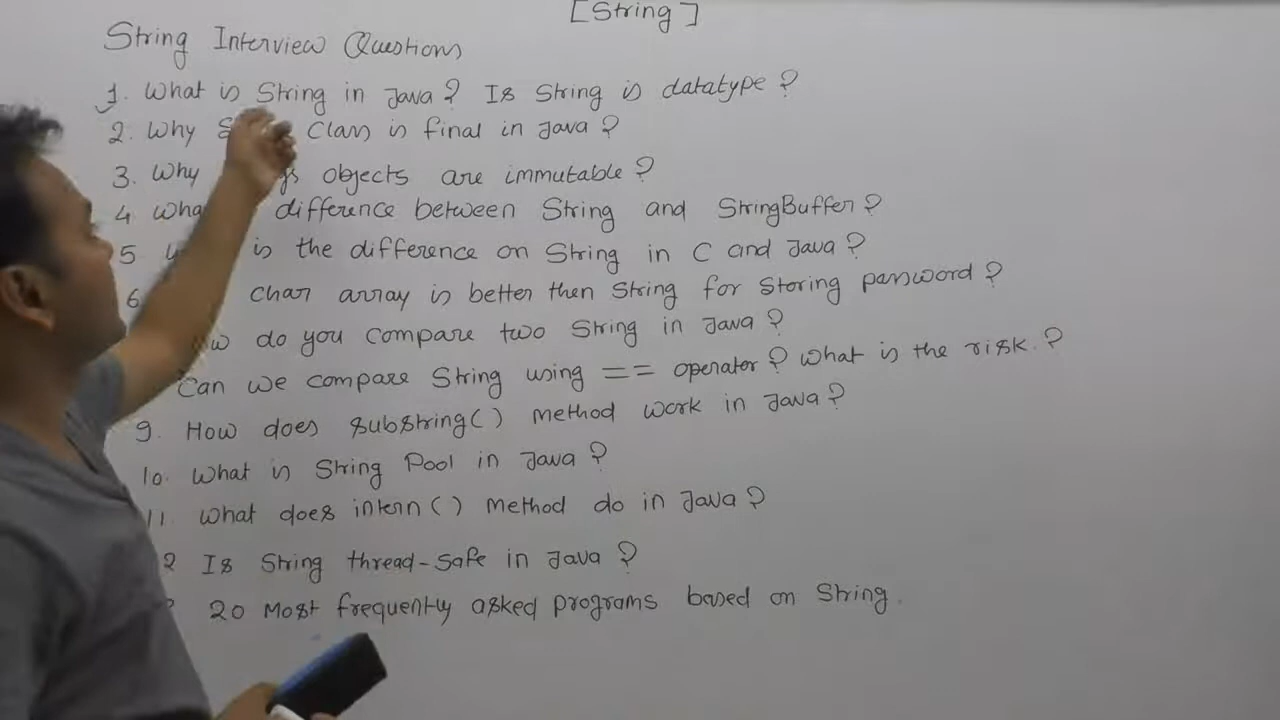 [String]
String Interview Questions
1. What is String in Java? Is String is datatype?
2. Why Class is final in Java?
3. Why objects are immutable?
4 difference between String and StringBuffer?
5 is the difference on String in C and Java?
6 char array is better then String for storing password?
do you compare two String in Java?
Can we compare String using == operator? What is the risk.?
9. How does substring() method work in Java?
10. What is String Pool in Java?
11. What does intern() method do in Java?
2 Is String thread-safe in Java?
20 Most frequently asked programs based on String.